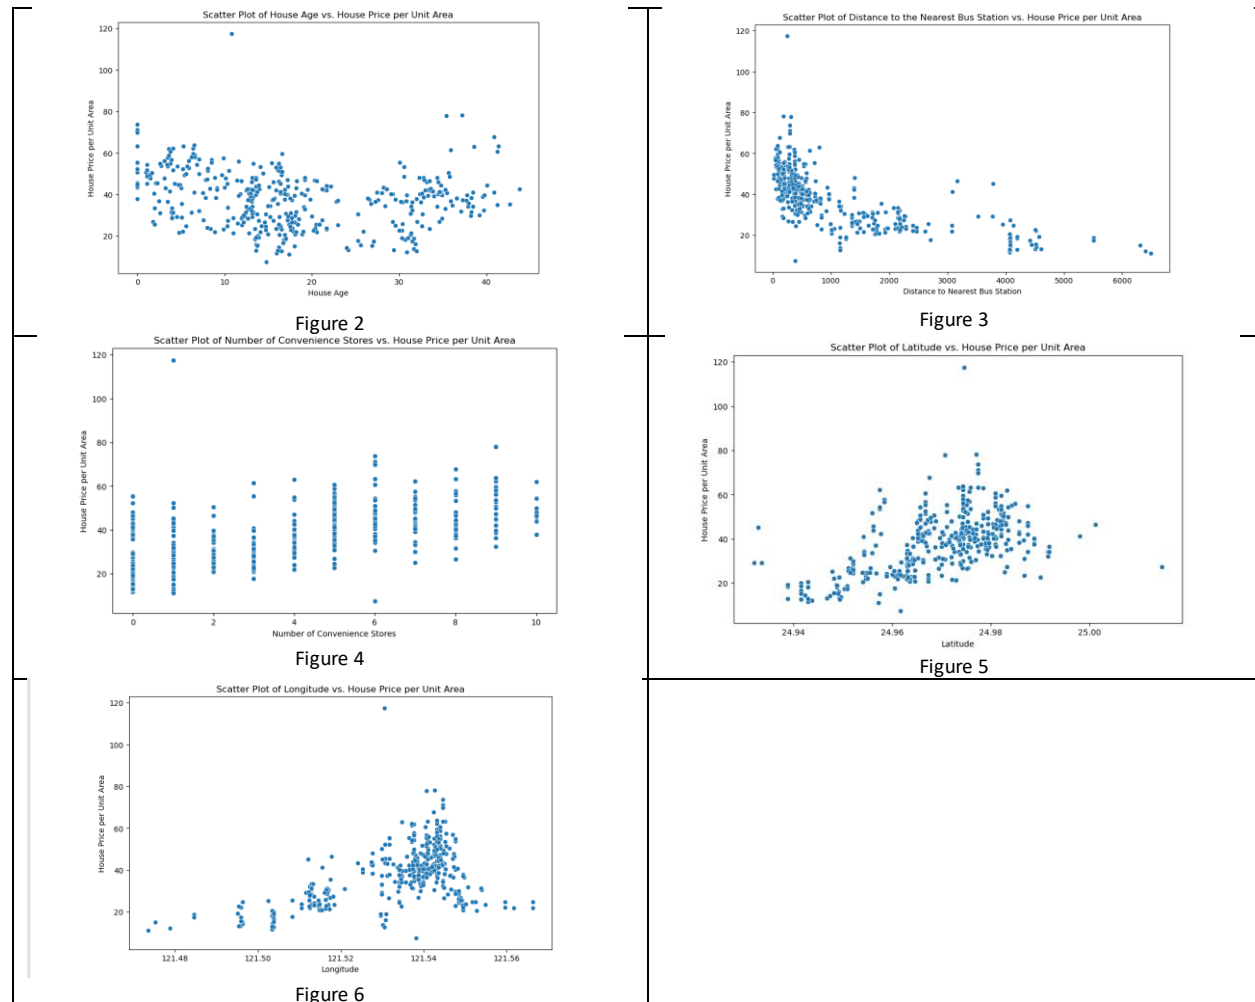 Scatter Plot of House Age vs. House Price per Unit Area
120
100
80
60
40
20
House Price per Unit Area
0 10 20 30 40
House Age
Figure 2
Scatter Plot of Distance to the Nearest Bus Station vs. House Price per Unit Area
120
100
80
60
40
20
House Price per Unit Area
0 1000 2000 3000 4000 5000 6000
Distance to Nearest Bus Station
Figure 3
Scatter Plot of Number of Convenience Stores vs. House Price per Unit Area
120
100
80
60
40
20
House Price per Unit Area
0 2 4 6 8 10
Number of Convenience Stores
Figure 4
Scatter Plot of Latitude vs. House Price per Unit Area
120
100
80
60
40
20
House Price per Unit Area
24.94 24.96 24.98 25.00
Latitude
Figure 5
Scatter Plot of Longitude vs. House Price per Unit Area
120
100
80
60
40
20
House Price per Unit Area
121.48 121.50 121.52 121.54 121.56
Longitude
Figure 6